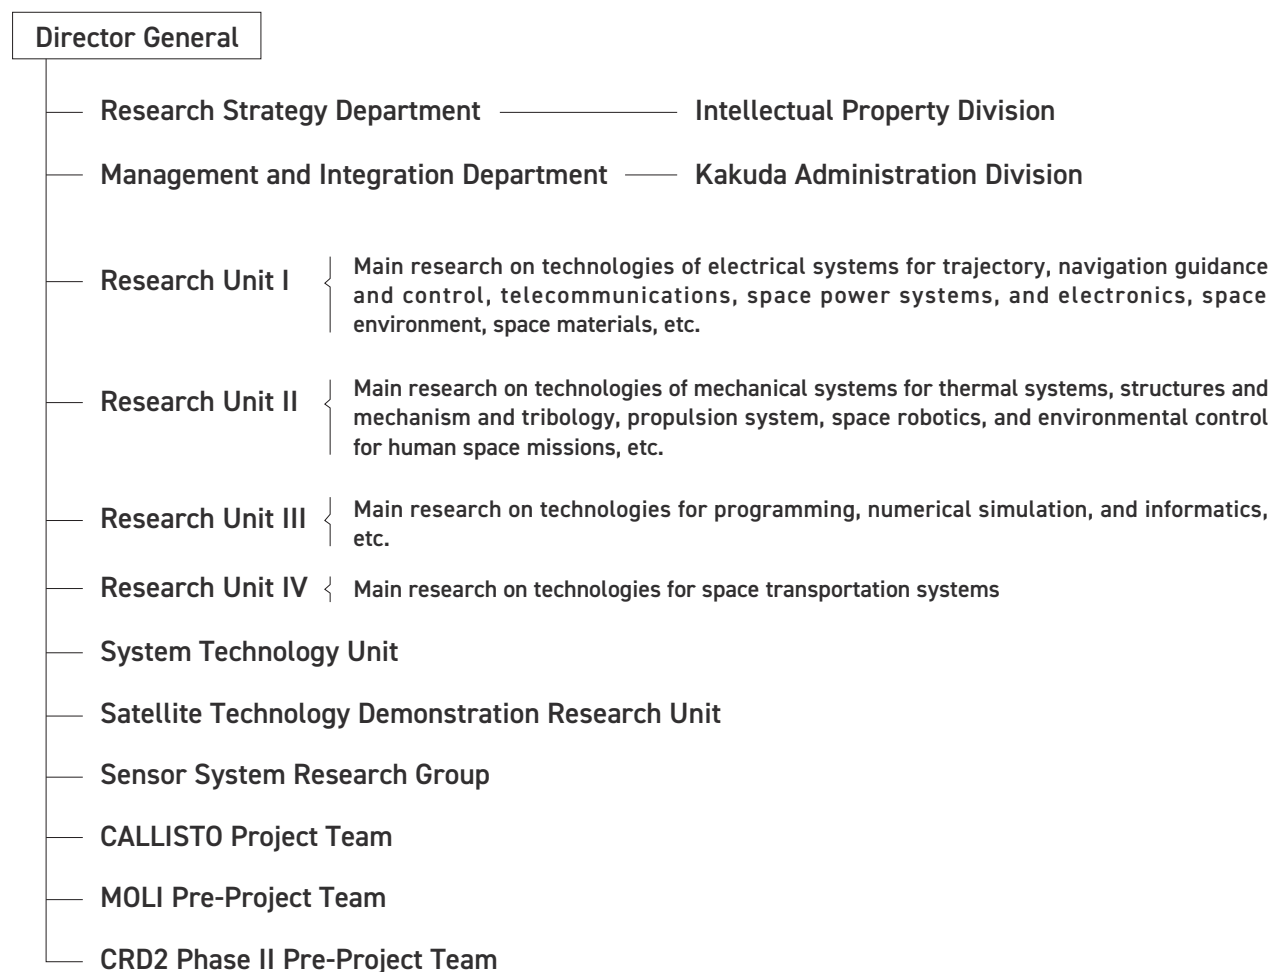 Director General
Research Strategy Department
Intellectual Property Division
Management and Integration Department
Kakuda Administration Division
Research Unit I
Main research on technologies of electrical systems for trajectory, navigation guidance
and control, telecommunications, space power systems, and electronics, space
environment, space materials, etc.
Research Unit II
Main research on technologies of mechanical systems for thermal systems, structures and
mechanism and tribology, propulsion system, space robotics, and environmental control
for human space missions, etc.
Research Unit III
Main research on technologies for programming, numerical simulation, and informatics,
etc.
Research Unit IV
Main research on technologies for space transportation systems
System Technology Unit
Satellite Technology Demonstration Research Unit
Sensor System Research Group
CALLISTO Project Team
MOLI Pre-Project Team
CRD2 Phase II Pre-Project Team